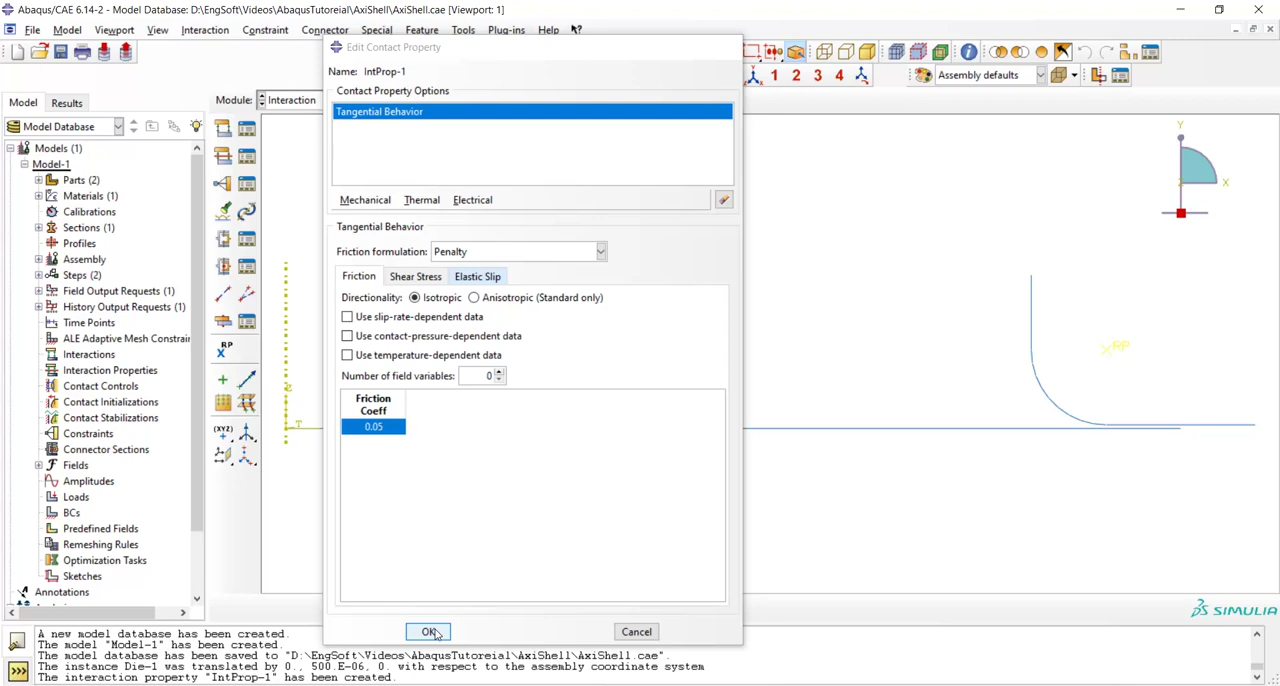 Abaqus/CAE 6.14-2 - Model Database: D:\EngSoft\Videos\AbaqusTutoreial\AxiShell\AxiShell.cae [Viewport: 1]
File Model Viewport View Interaction Constraint Connector Special Feature Tools Plug-ins Help
Edit Contact Property
1 2 3 4 Assembly defaults
Name: IntProp-1
Contact Property Options
Tangential Behavior
Mechanical Thermal Electrical
Tangential Behavior
Friction formulation: Penalty
Friction Shear Stress Elastic Slip
Directionality: Isotropic Anisotropic (Standard only)
Use slip-rate-dependent data
Use contact-pressure-dependent data
Use temperature-dependent data
Number of field variables: 0
Friction
Coeff
0.05
OK Cancel
Model Results Module: Interaction
Model Database
Models (1)
Model-1
Parts (2)
Materials (1)
Calibrations
Sections (1)
Profiles
Assembly
Steps (2)
Field Output Requests (1)
History Output Requests (1)
Time Points
ALE Adaptive Mesh Constrai
Interactions
Interaction Properties
Contact Controls
Contact Initializations
Contact Stabilizations
Constraints
Connector Sections
Fields
Amplitudes
Loads
BCs
Predefined Fields
Remeshing Rules
Optimization Tasks
Sketches
Annotations
RP
(XYZ)
Z
T
Y
X
Z
RP
SIMULIA
A new model database has been created.
The model "Model-1" has been created.
The model database has been saved to "D:\EngSoft\Videos\AbaqusTutoreial\AxiShell\AxiShell.cae".
The instance Die-1 was translated by 0., 500.E-06, 0. with respect to the assembly coordinate system
The interaction property "IntProp-1" has been created.